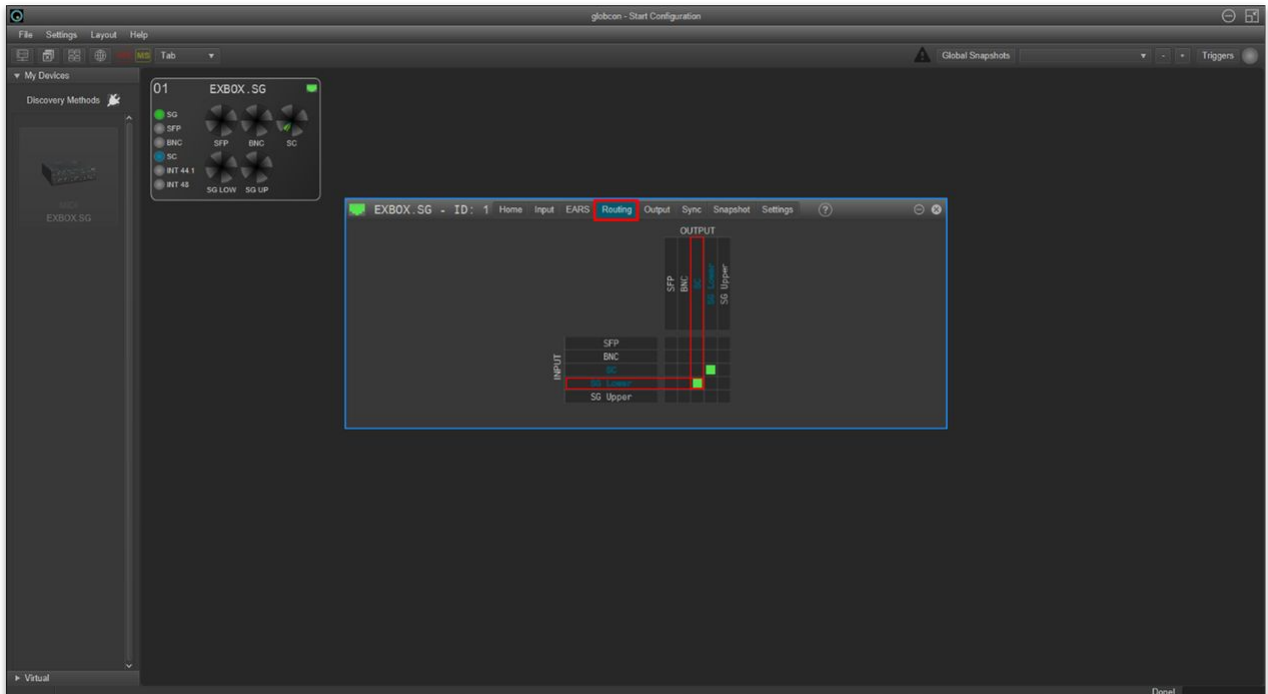 globcon - Start Configuration
File Settings Layout Help
MS Tab Global Snapshots - + Triggers
My Devices
Discovery Methods
EXBOX.SG
01 EXBOX.SG
SG
SFP
BNC
SC
INT 44.1
INT 48
SFP BNC SC
SG LOW SG UP
EXBOX.SG - ID: 1 Home Input EARS Routing Output Sync Snapshot Settings ?
OUTPUT
SFP
BNC
SC
SG Lower
SG Upper
INPUT
SFP
BNC
SC
SG Lower
SG Upper
Virtual
Done!